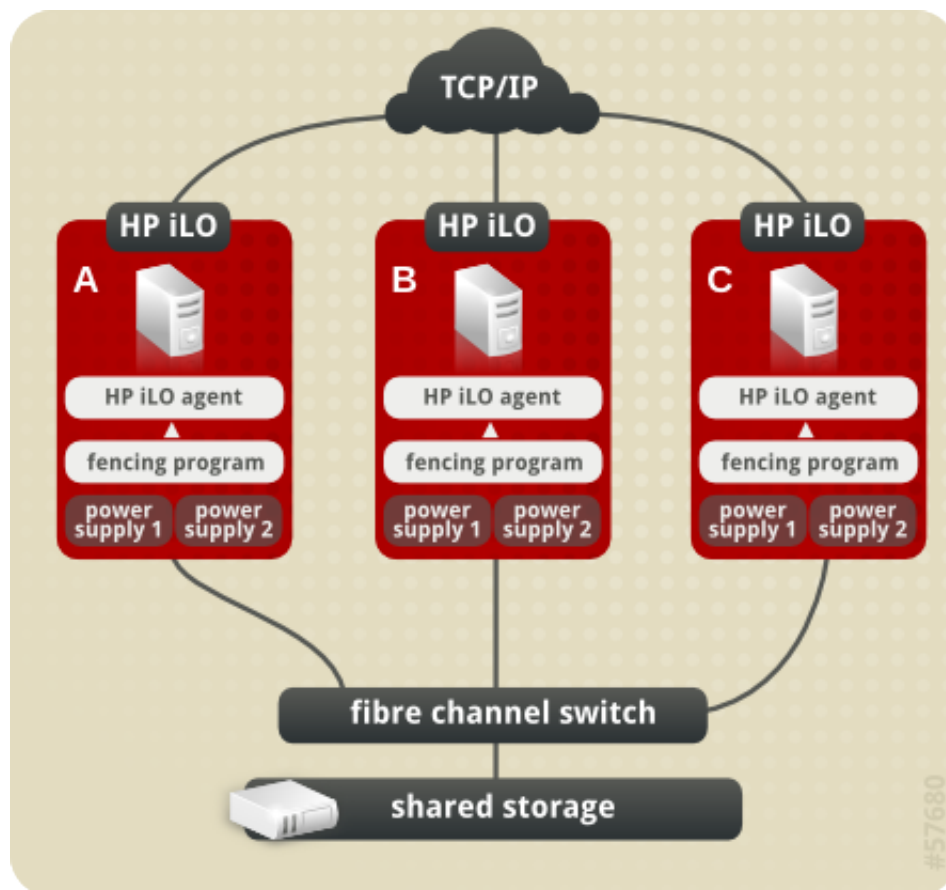 TCP/IP
HP iLO
HP iLO
HP iLO
A
B
C
HP iLO agent
HP iLO agent
HP iLO agent
fencing program
fencing program
fencing program
power
supply 1
power
supply 2
power
supply 1
power
supply 2
power
supply 1
power
supply 2
fibre channel switch
shared storage
#57680